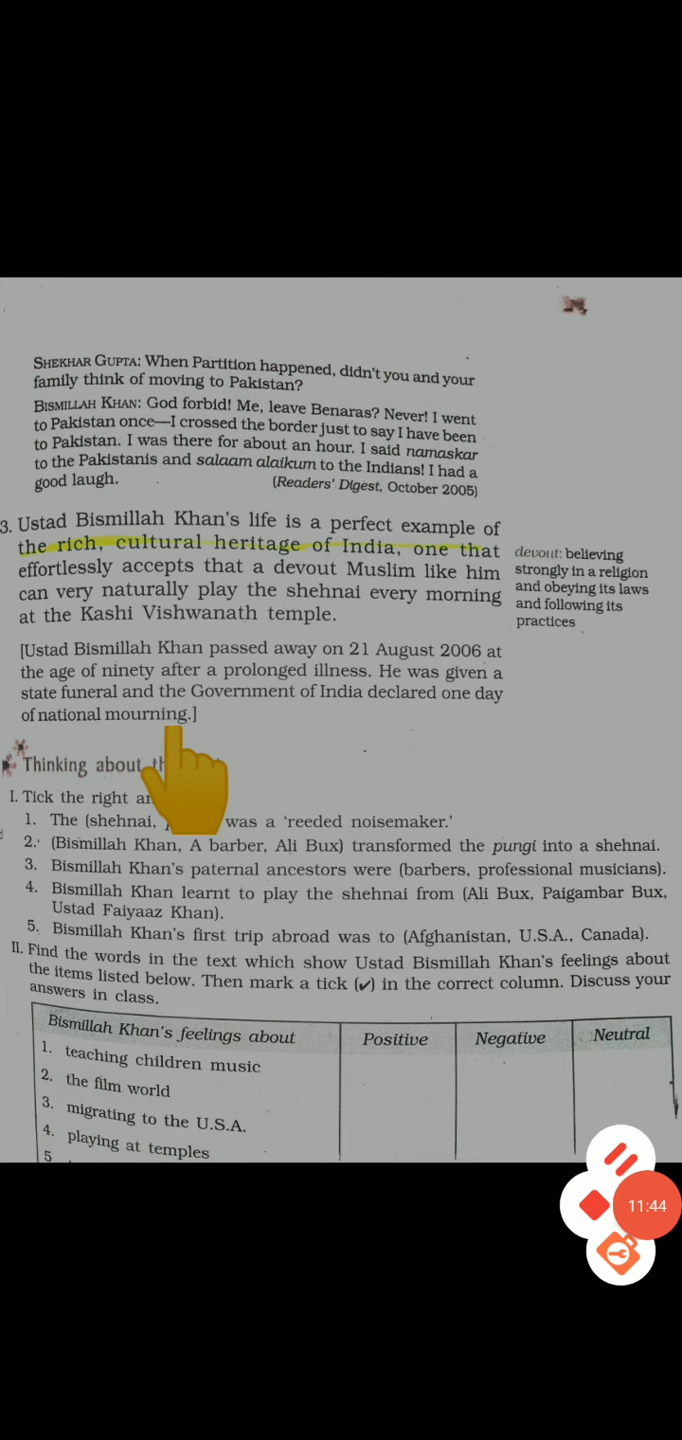 SHEKHAR GUPTA: When Partition happened, didn't you and your
family think of moving to Pakistan?
BISMILLAH KHAN: God forbid! Me, leave Benaras? Never! I went
to Pakistan once—I crossed the border just to say I have been
to Pakistan. I was there for about an hour. I said namaskar
to the Pakistanis and salaam alaikum to the Indians! I had a
good laugh. (Readers' Digest, October 2005)
3. Ustad Bismillah Khan's life is a perfect example of
the rich, cultural heritage of India, one that
effortlessly accepts that a devout Muslim like him
can very naturally play the shehnai every morning
at the Kashi Vishwanath temple.
devout: believing
strongly in a religion
and obeying its laws
and following its
practices
[Ustad Bismillah Khan passed away on 21 August 2006 at
the age of ninety after a prolonged illness. He was given a
state funeral and the Government of India declared one day
of national mourning.]
Thinking about
I. Tick the right
1. The (shehnai, was a 'reeded noisemaker.'
2. (Bismillah Khan, A barber, Ali Bux) transformed the pungi into a shehnai.
3. Bismillah Khan's paternal ancestors were (barbers, professional musicians).
4. Bismillah Khan learnt to play the shehnai from (Ali Bux, Paigambar Bux,
Ustad Faiyaaz Khan).
5. Bismillah Khan's first trip abroad was to (Afghanistan, U.S.A., Canada).
II. Find the words in the text which show Ustad Bismillah Khan's feelings about
the items listed below. Then mark a tick (✔) in the correct column. Discuss your
answers in class.
Bismillah Khan's feelings about Positive Negative Neutral
1. teaching children music
2. the film world
3. migrating to the U.S.A.
4. playing at temples
5
11:44